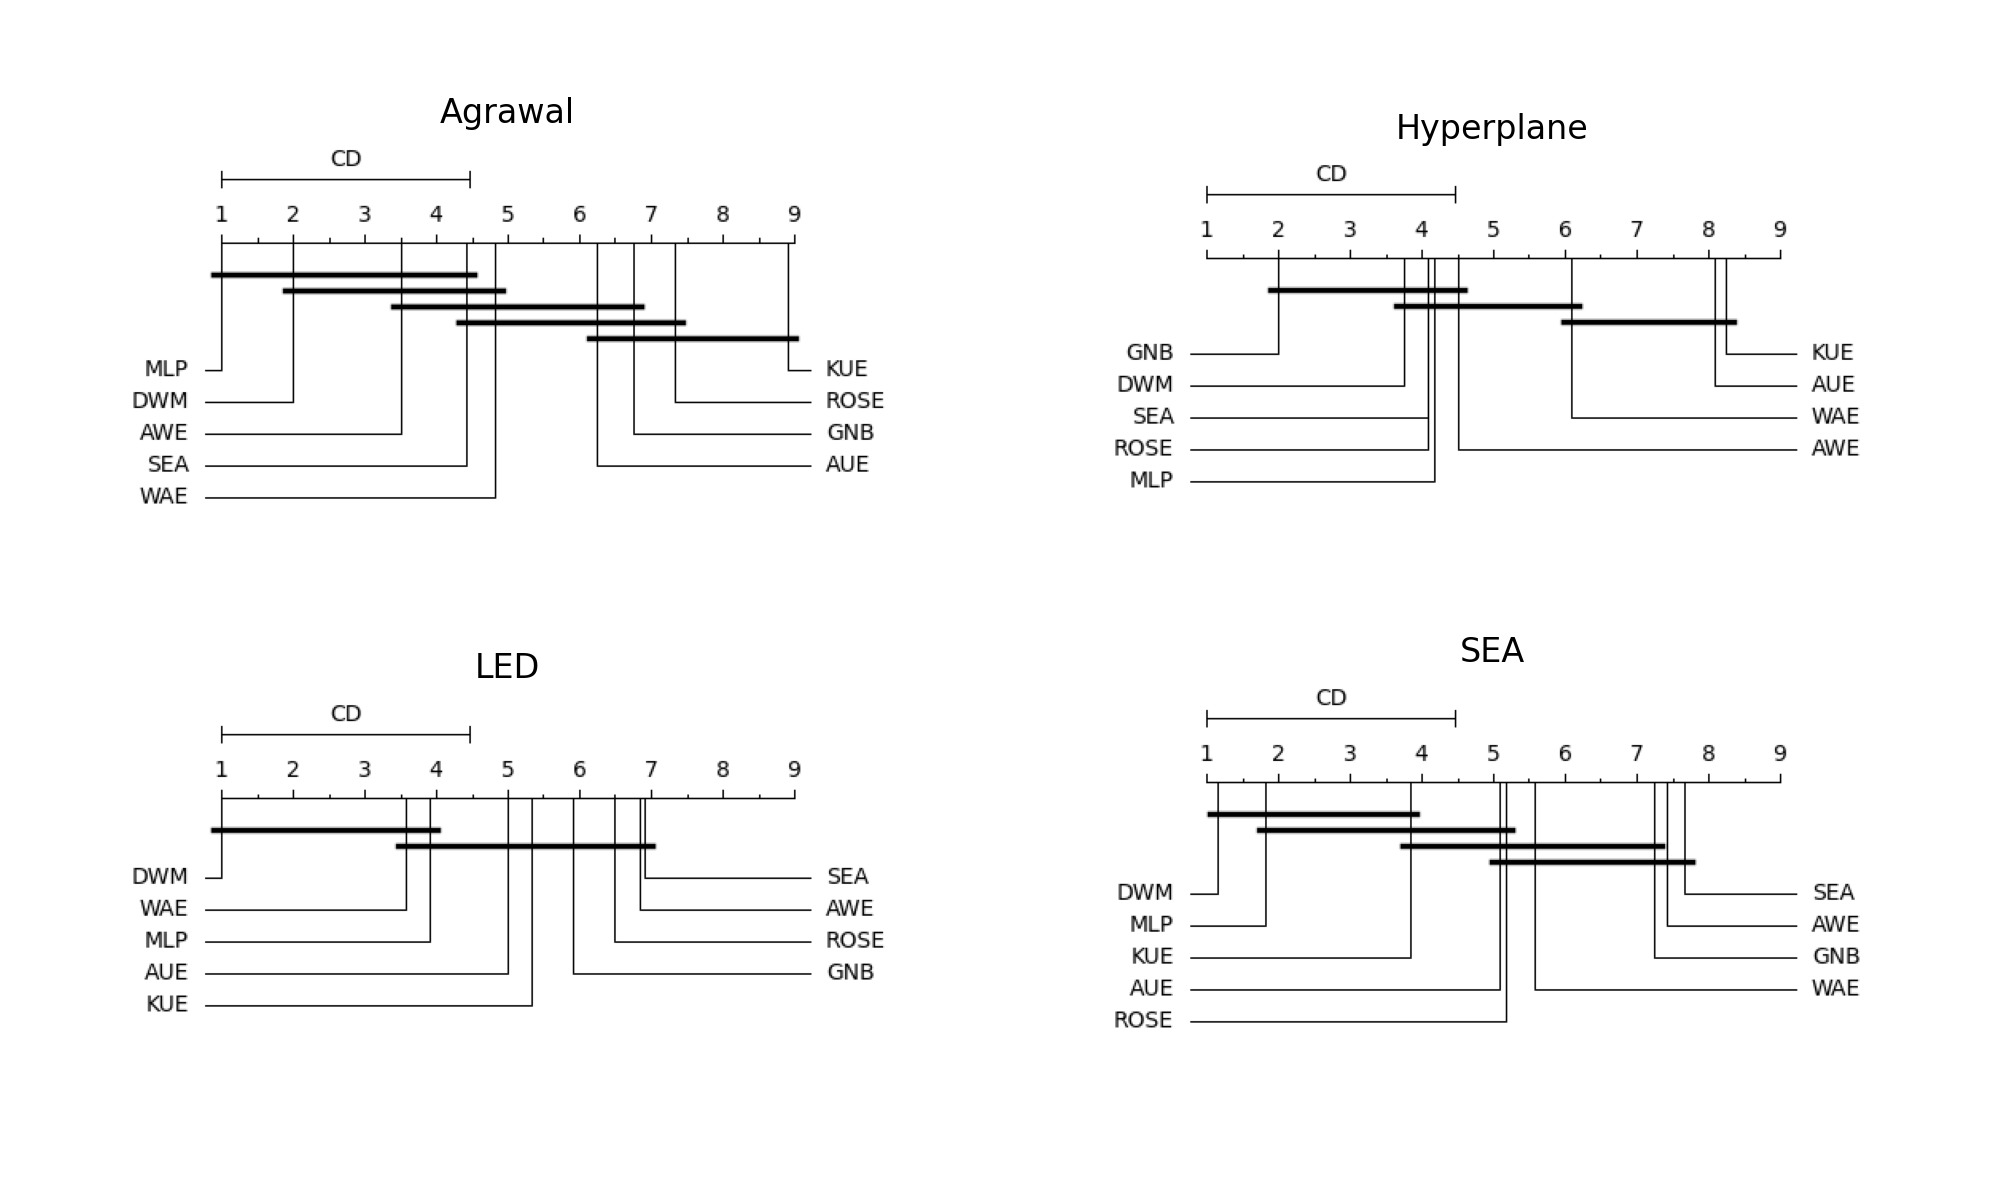 Agrawal
CD
1 2 3 4 5 6 7 8 9
MLP KUE
DWM ROSE
AWE GNB
SEA AUE
WAE
Hyperplane
CD
1 2 3 4 5 6 7 8 9
GNB KUE
DWM AUE
SEA WAE
ROSE AWE
MLP
LED
CD
1 2 3 4 5 6 7 8 9
DWM SEA
WAE AWE
MLP ROSE
AUE GNB
KUE
SEA
CD
1 2 3 4 5 6 7 8 9
DWM SEA
MLP AWE
KUE GNB
AUE WAE
ROSE